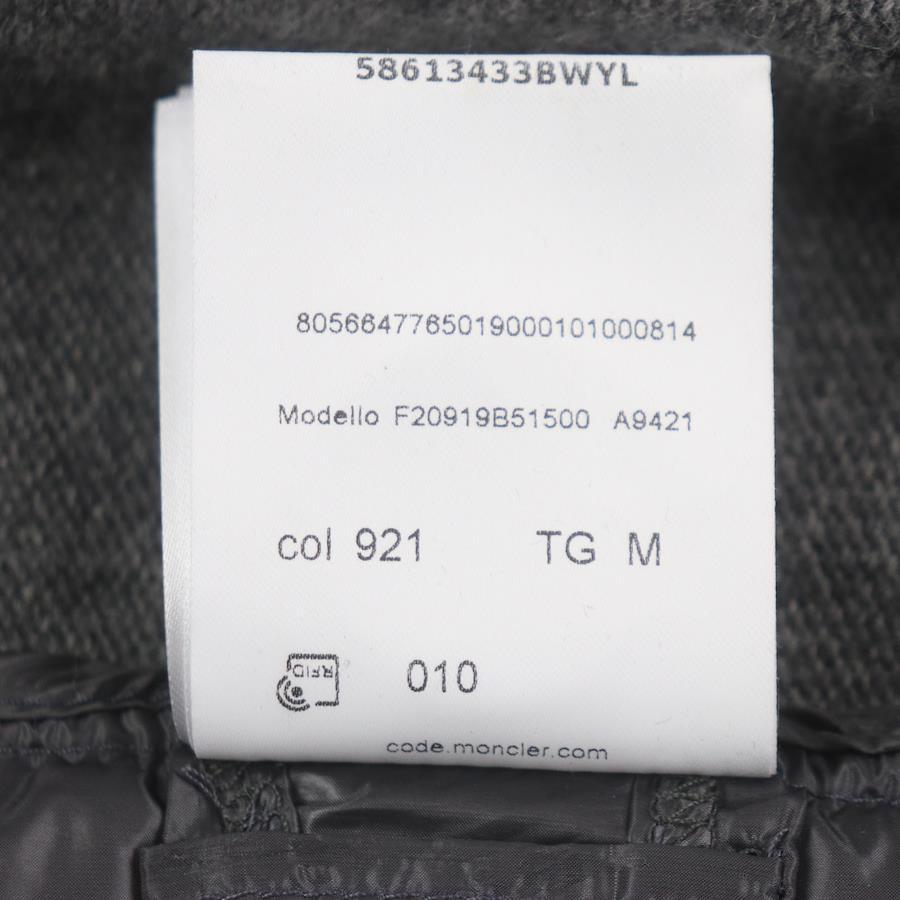 58613433BWYL
8056647765019000101000814
Modello F20919B51500 A9421
col 921 TG M
RFID 010
code.moncler.com